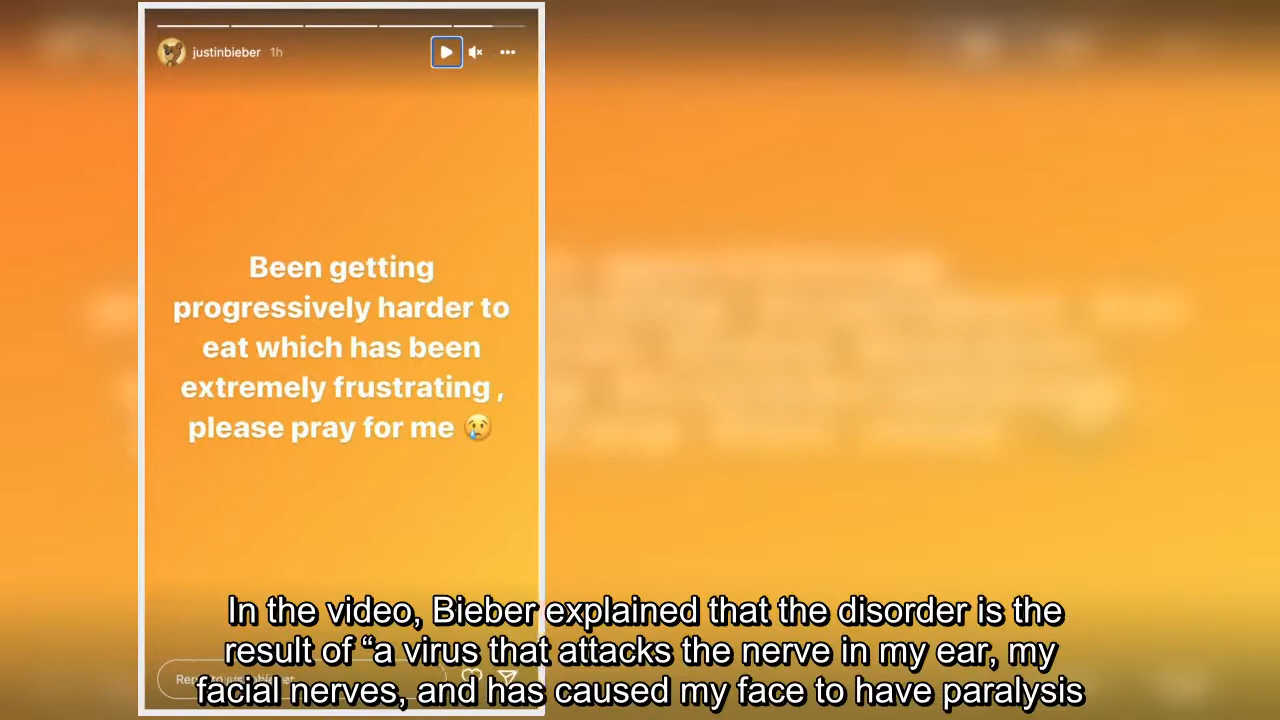 justinbieber 1h
Been getting
progressively harder to
eat which has been
extremely frustrating ,
please pray for me 😢
In the video, Bieber explained that the disorder is the
result of “a virus that attacks the nerve in my ear, my
facial nerves, and has caused my face to have paralysis